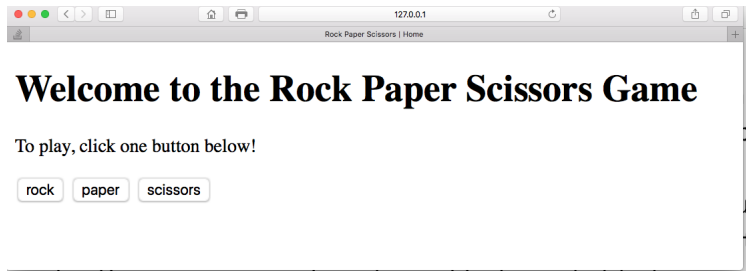 127.0.0.1
Rock Paper Scissors | Home
Welcome to the Rock Paper Scissors Game
To play, click one button below!
rock paper scissors